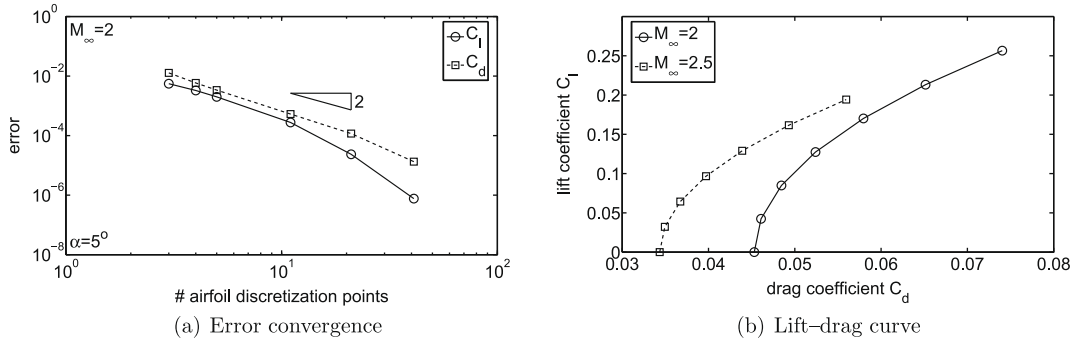 10^0
10^-2
10^-4
10^-6
10^-8
error
M_∞=2
α=5°
C_l
C_d
2
10^0
10^1
10^2
# airfoil discretization points
(a) Error convergence
0.25
0.2
0.15
0.1
0.05
0
lift coefficient C_l
M_∞=2
M_∞=2.5
0.03
0.04
0.05
0.06
0.07
0.08
drag coefficient C_d
(b) Lift–drag curve